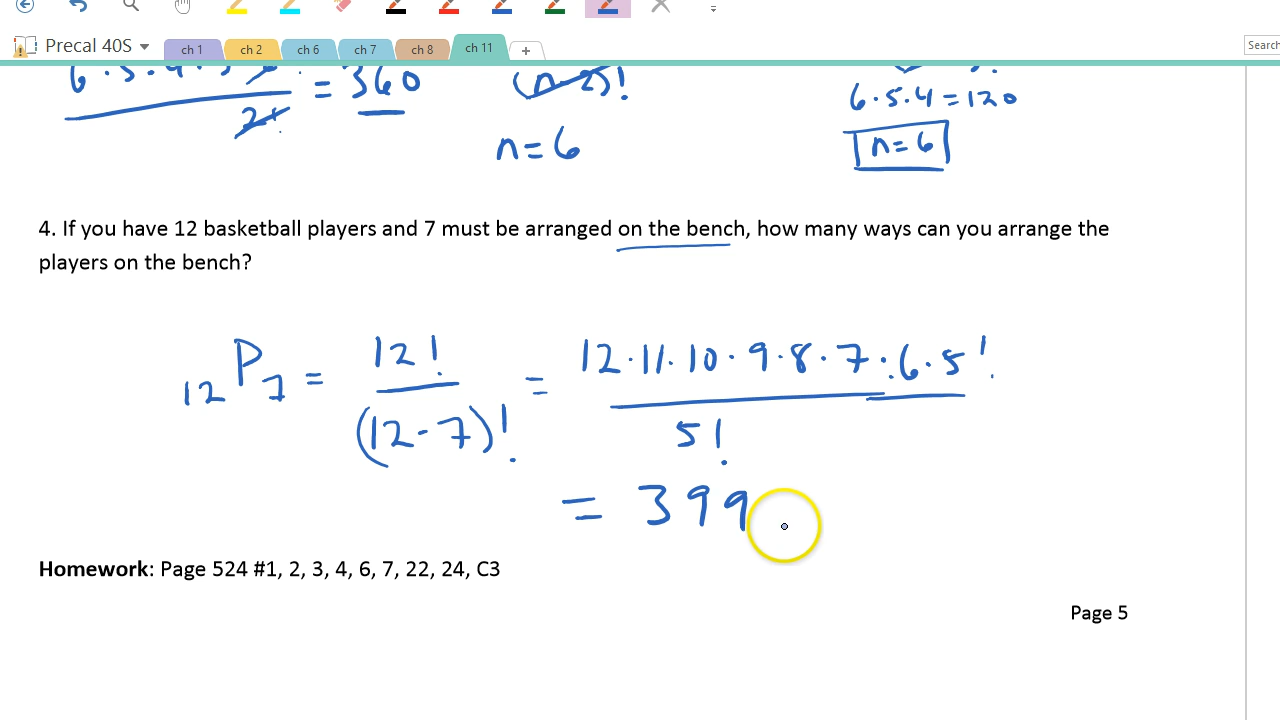 Precal 40S ch 1 ch 2 ch 6 ch 7 ch 8 ch 11 +
Search
= 360
2!
(n-2)!
n=6
6·5·4=120
n=6
4. If you have 12 basketball players and 7 must be arranged on the bench, how many ways can you arrange the
players on the bench?
12P7 = 12! / (12-7)! = 12·11·10·9·8·7·6·5! / 5!
= 399
Homework: Page 524 #1, 2, 3, 4, 6, 7, 22, 24, C3
Page 5